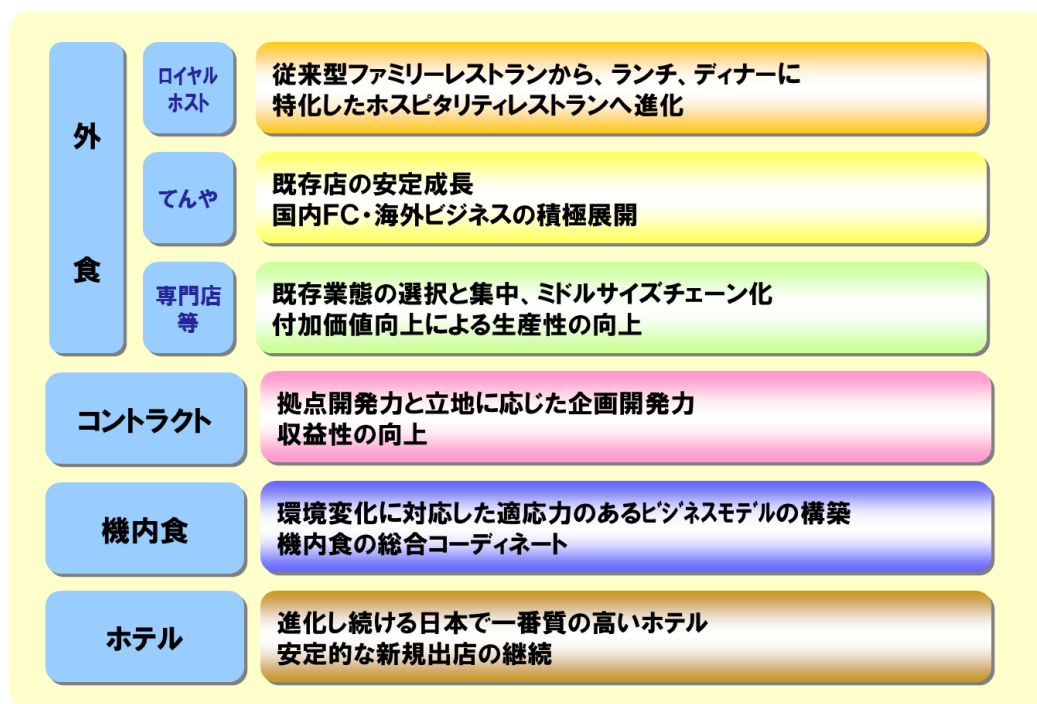 外食
ロイヤル
ホスト
従来型ファミリーレストランから、ランチ、ディナーに
特化したホスピタリティレストランへ進化
てんや
既存店の安定成長
国内FC・海外ビジネスの積極展開
専門店
等
既存業態の選択と集中、ミドルサイズチェーン化
付加価値向上による生産性の向上
コントラクト
拠点開発力と立地に応じた企画開発力
収益性の向上
機内食
環境変化に対応した適応力のあるビジネスモデルの構築
機内食の総合コーディネート
ホテル
進化し続ける日本で一番質の高いホテル
安定的な新規出店の継続